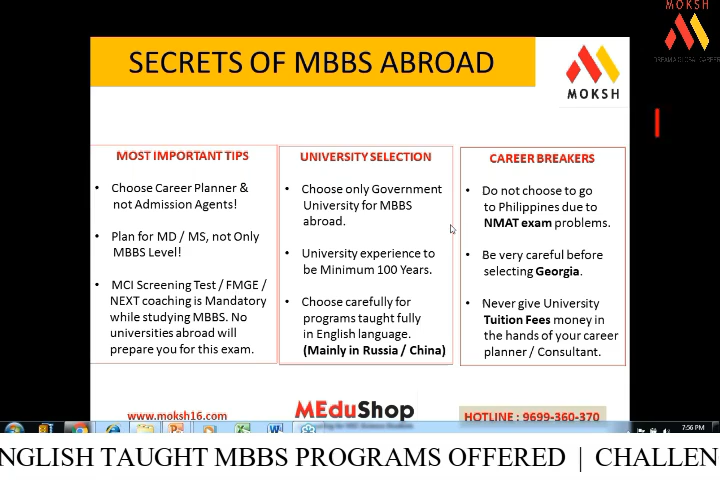 MOKSH
DREAM A GLOBAL CAREER
SECRETS OF MBBS ABROAD
MOKSH
MOST IMPORTANT TIPS
• Choose Career Planner &
not Admission Agents!
• Plan for MD / MS, not Only
MBBS Level!
• MCI Screening Test / FMGE /
NEXT coaching is Mandatory
while studying MBBS. No
universities abroad will
prepare you for this exam.
UNIVERSITY SELECTION
• Choose only Government
University for MBBS
abroad.
• University experience to
be Minimum 100 Years.
• Choose carefully for
programs taught fully
in English language.
(Mainly in Russia / China)
CAREER BREAKERS
• Do not choose to go
to Philippines due to
NMAT exam problems.
• Be very careful before
selecting Georgia.
• Never give University
Tuition Fees money in
the hands of your career
planner / Consultant.
www.moksh16.com
MEduShop
HOTLINE : 9699-360-370
7:56 PM
NGLISH TAUGHT MBBS PROGRAMS OFFERED | CHALLEN